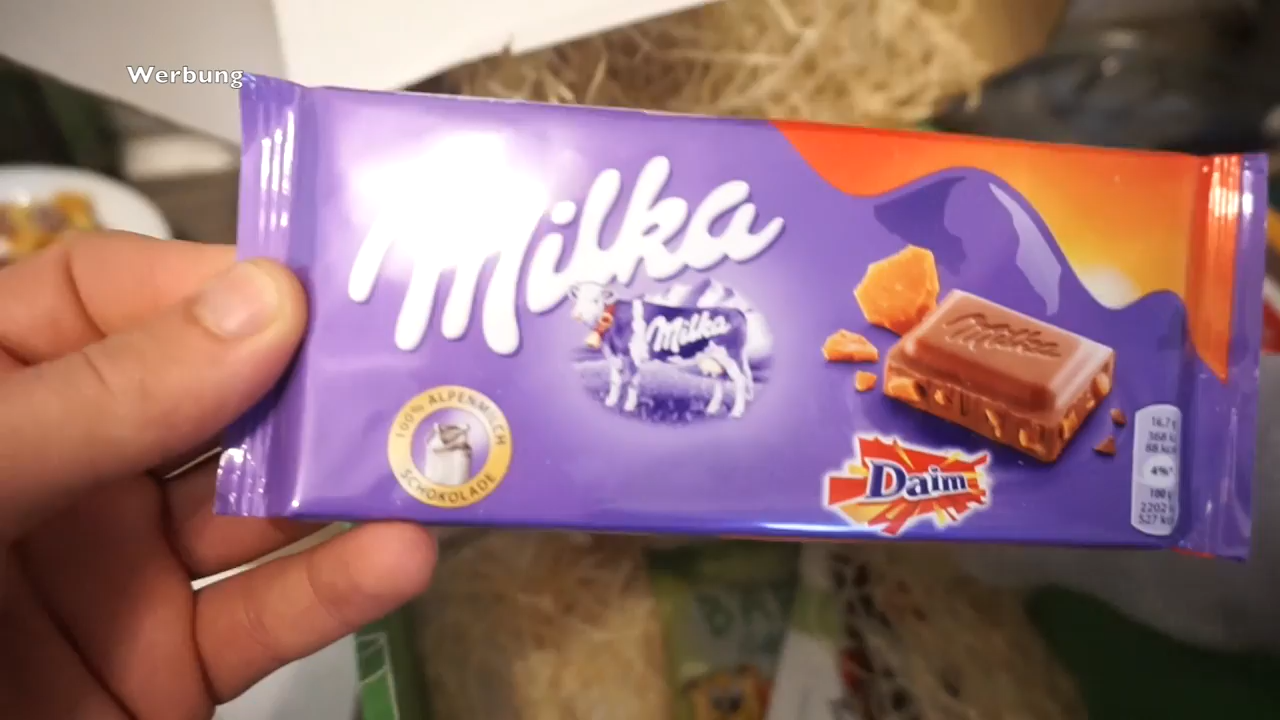 Werbung
Milka
Milka
Milka
100% ALPENMILCH
SCHOKOLADE
Daim
16,7 g
368 kJ
88 kcal
4%*
100 g
2202 kJ
527 kcal